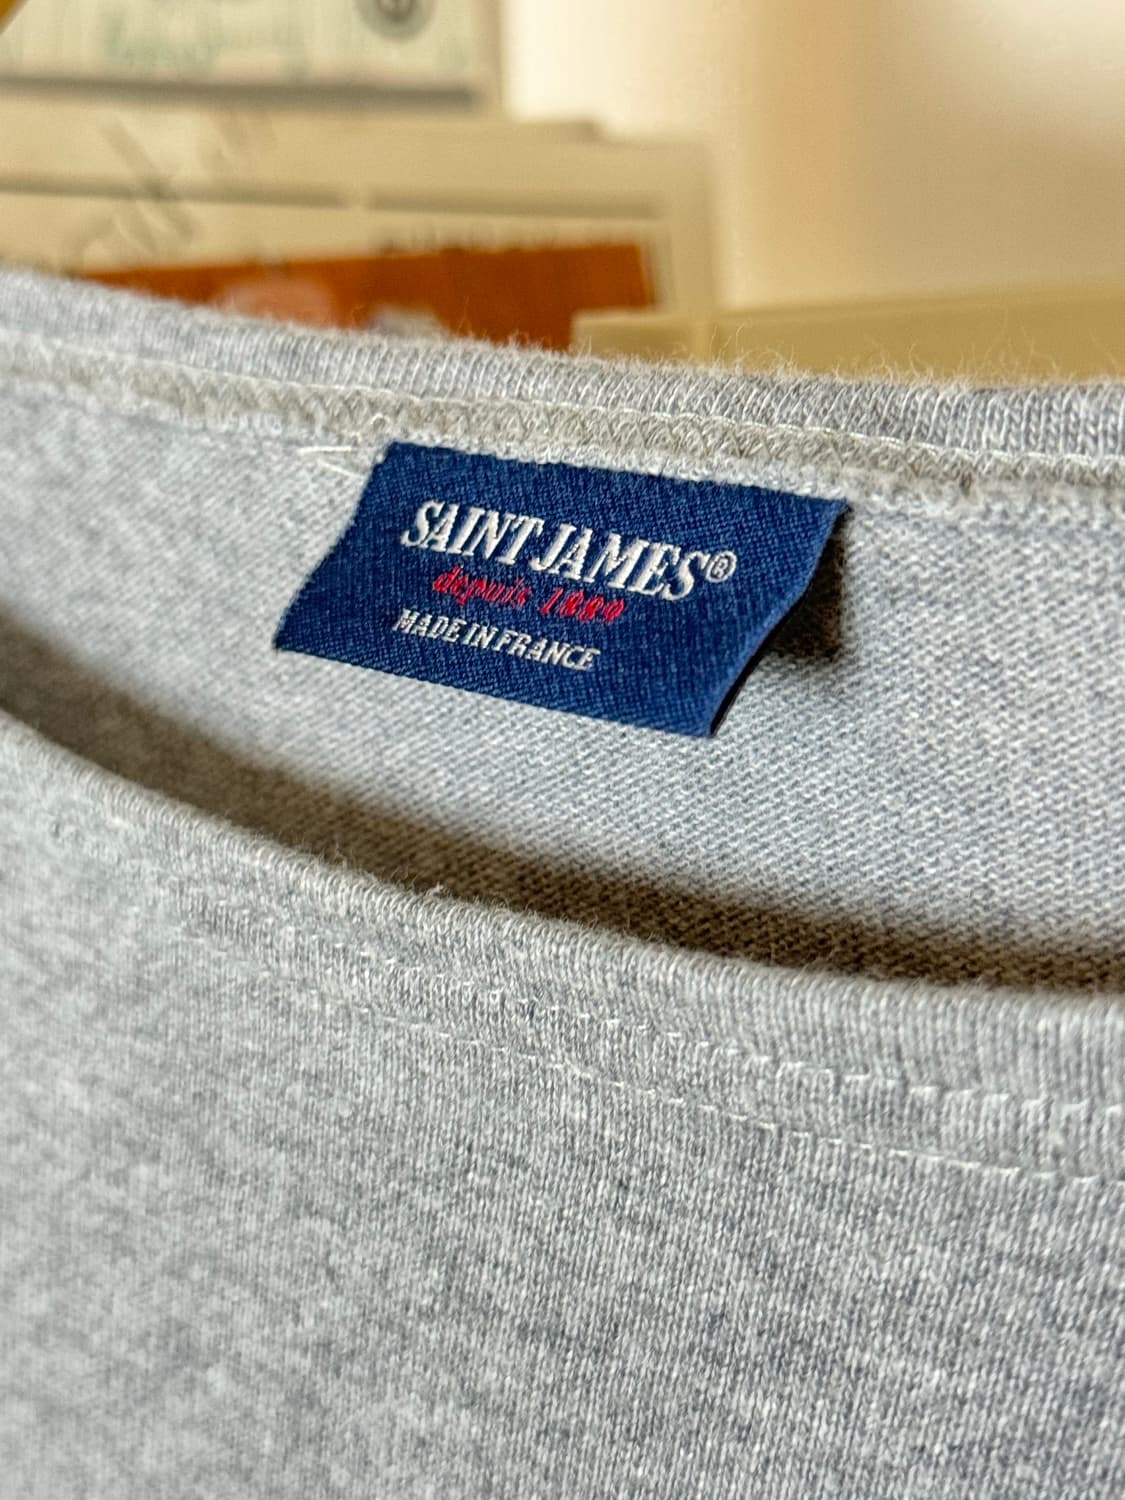 SAINT JAMES®
depuis 1889
MADE IN FRANCE